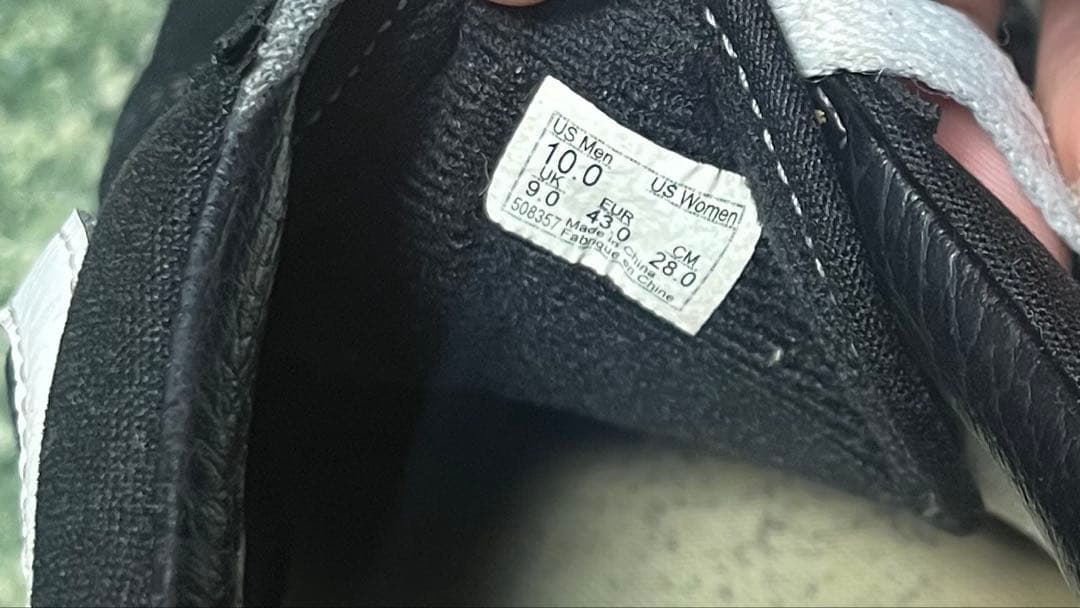 US Men US Women
10.0
UK EUR CM
9.0 43.0 28.0
508357 Made in China
Fabriqué en Chine